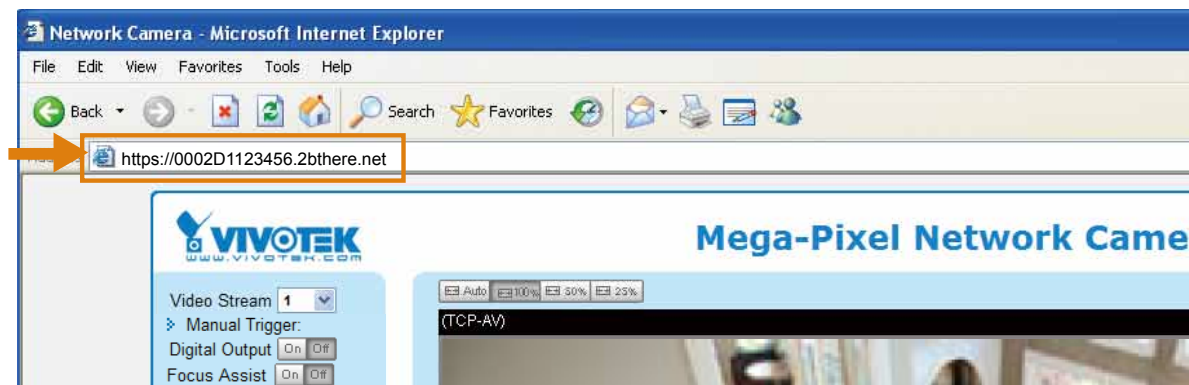 Network Camera - Microsoft Internet Explorer
File Edit View Favorites Tools Help
Back Search Favorites
https://0002D1123456.2bthere.net
VIVOTEK
www.vivotek.com
Mega-Pixel Network Came
Auto 100% 50% 25%
Video Stream 1
(TCP-AV)
Manual Trigger:
Digital Output On Off
Focus Assist On Off